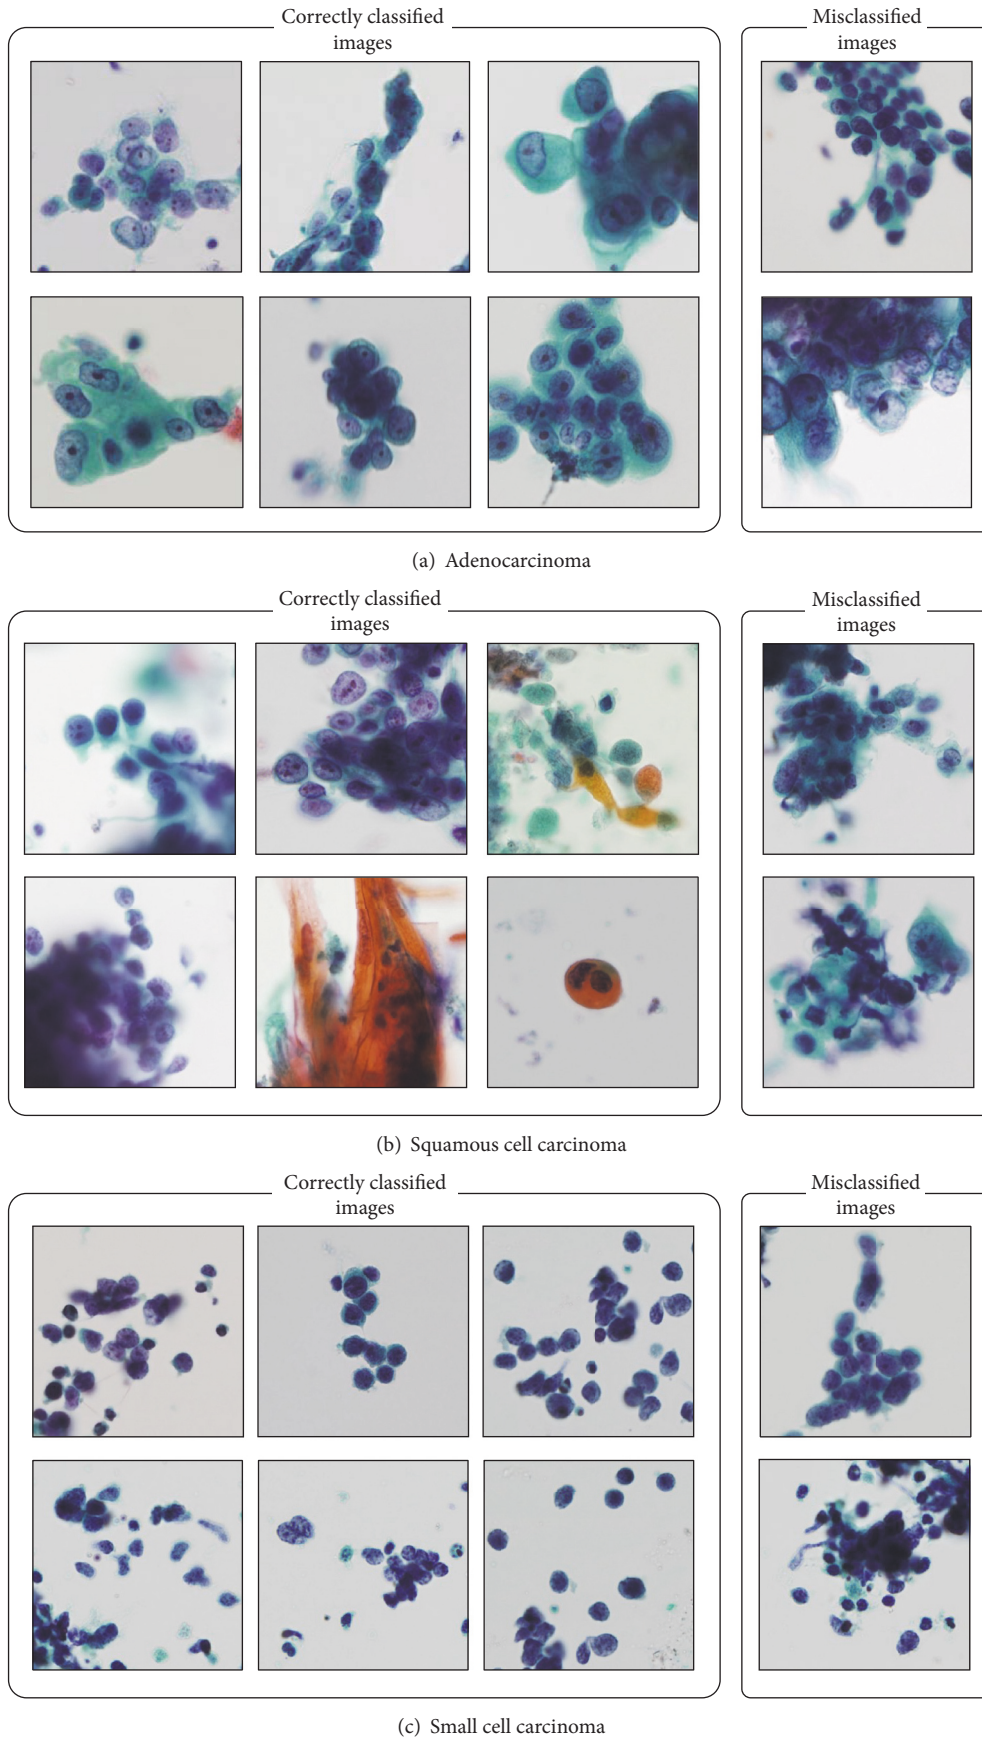 Correctly classified
images
Misclassified
images
(a) Adenocarcinoma
Correctly classified
images
Misclassified
images
(b) Squamous cell carcinoma
Correctly classified
images
Misclassified
images
(c) Small cell carcinoma